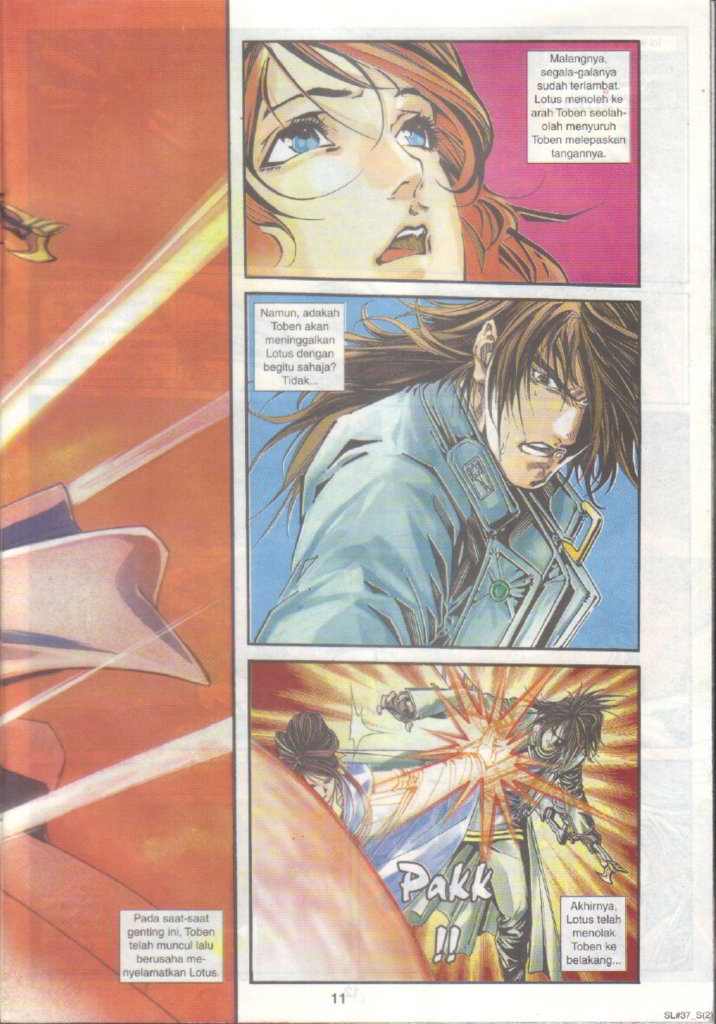 Malangnya,
segala-galanya
sudah terlambat.
Lotus menoleh ke
arah Toben seolah-
olah menyuruh
Toben melepaskan
tangannya.
Namun, adakah
Toben akan
meninggalkan
Lotus dengan
begitu sahaja?
Tidak...
Pakk
!!
Akhirnya,
Lotus telah
menolak
Toben ke
belakang...
Pada saat-saat
genting ini, Toben
telah muncul lalu
berusaha me-
nyelamatkan Lotus.
11
SL#37_S(2)